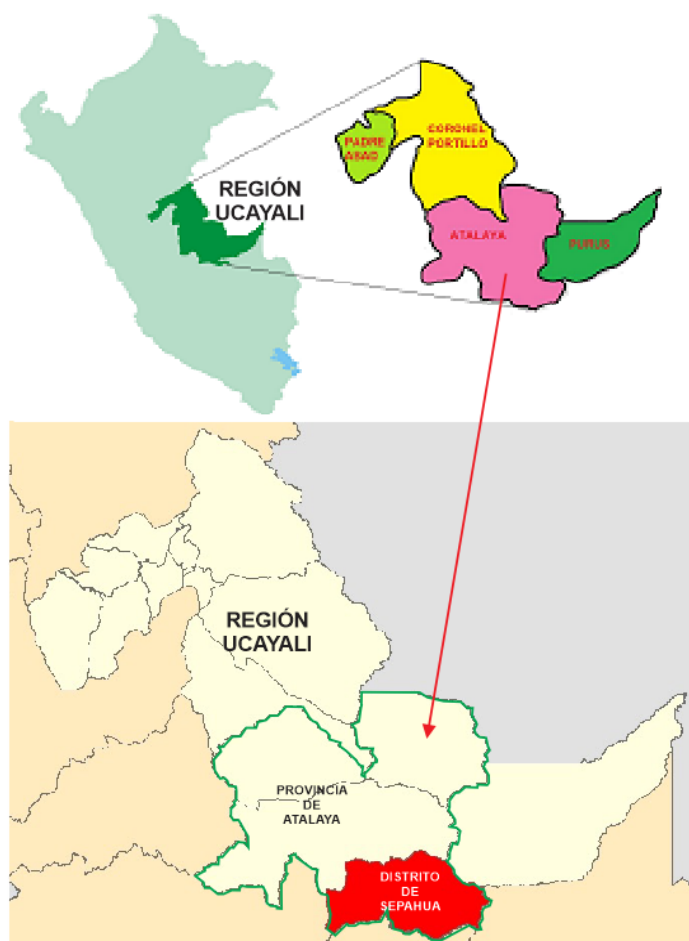 REGIÓN
UCAYALI
PADRE
ABAD
CORONEL
PORTILLO
ATALAYA
PURUS
REGIÓN
UCAYALI
PROVINCIA
DE
ATALAYA
DISTRITO
DE
SEPAHUA